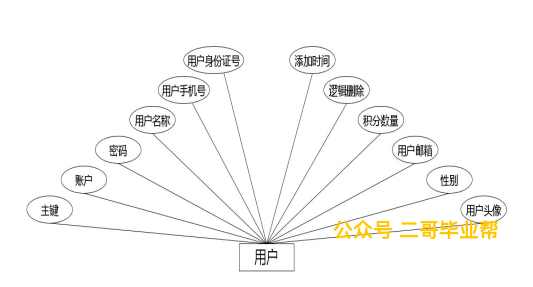 用户身份证号
添加时间
用户手机号
逻辑删除
用户名称
积分数量
密码
用户邮箱
账户
性别
主键
用户头像
公众号 二哥毕业帮
用户